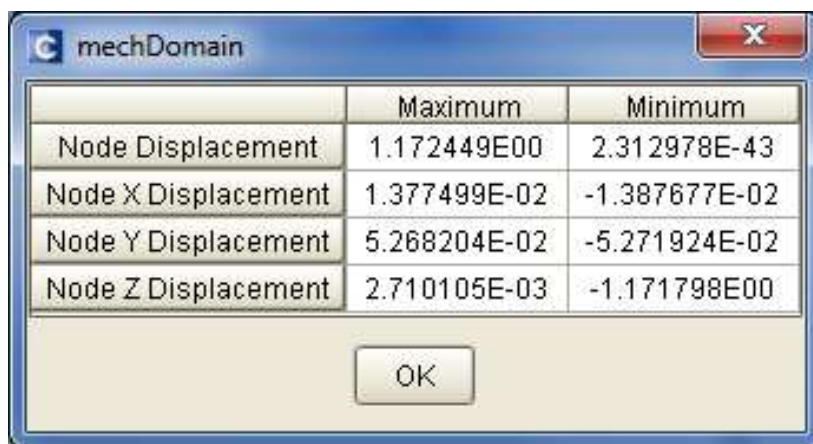 C mechDomain X
Maximum Minimum
Node Displacement 1.172449E00 2.312978E-43
Node X Displacement 1.377499E-02 -1.387677E-02
Node Y Displacement 5.268204E-02 -5.271924E-02
Node Z Displacement 2.710105E-03 -1.171798E00
OK